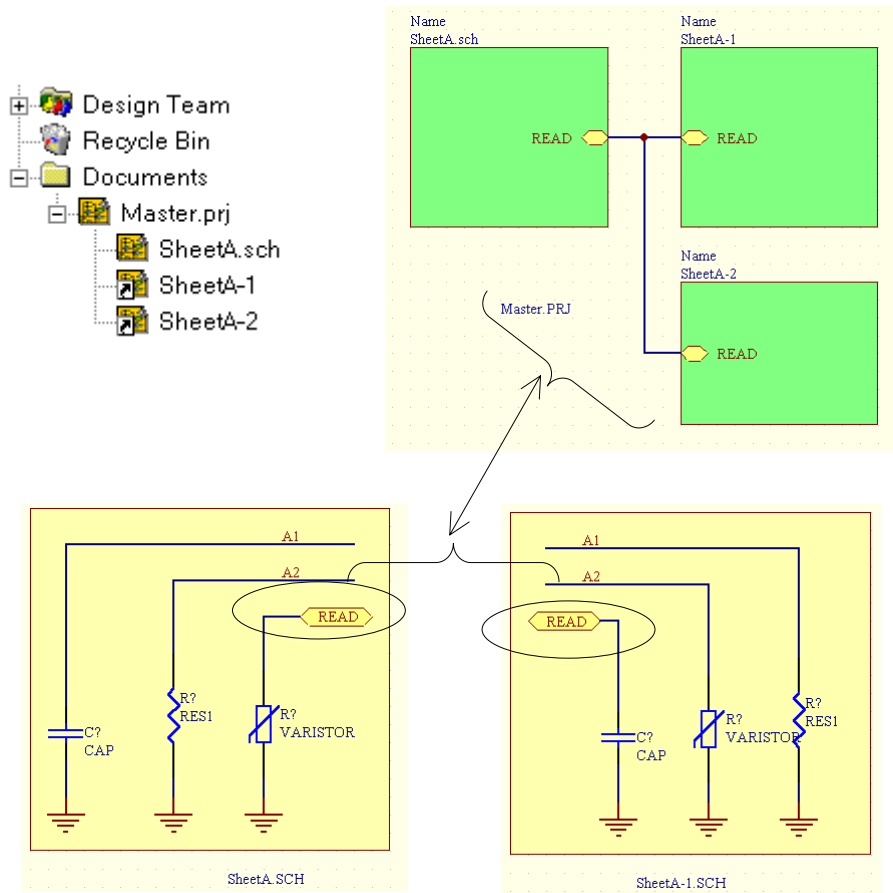 Design Team
Recycle Bin
Documents
Master.prj
SheetA.sch
SheetA-1
SheetA-2
Name
SheetA.sch
READ
Name
SheetA-1
READ
Name
SheetA-2
READ
Master.PRJ
A1
A2
READ
R?
RES1
R?
VARISTOR
C?
CAP
SheetA.SCH
A1
A2
READ
R?
RES1
R?
VARISTOR
C?
CAP
SheetA-1.SCH